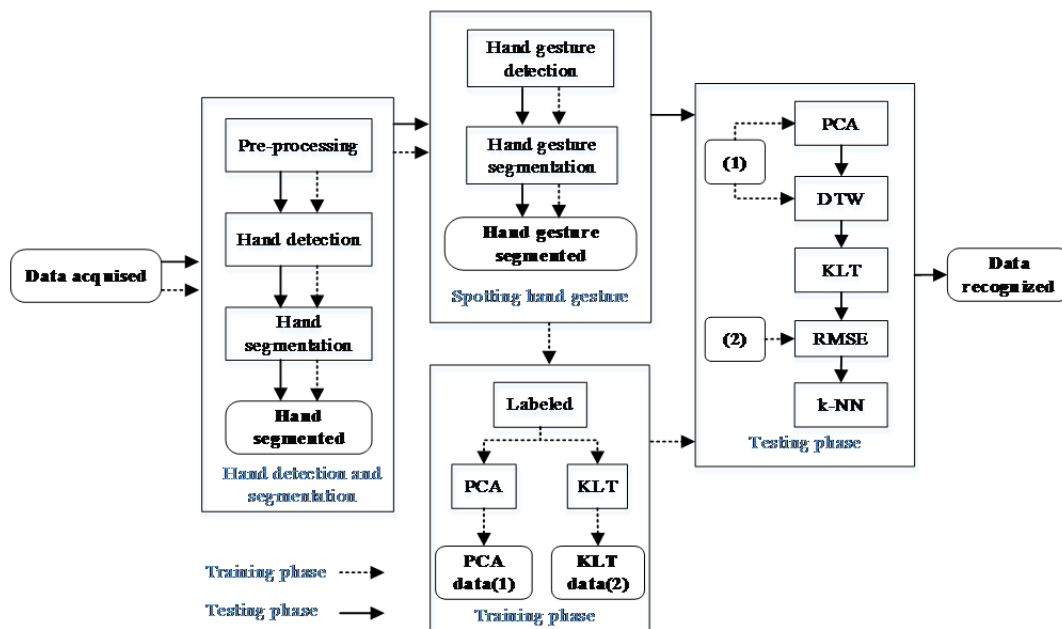 Data acquised
Pre-processing
Hand detection
Hand
segmentation
Hand
segmented
Hand detection and
segmentation
Hand gesture
detection
Hand gesture
segmentation
Hand gesture
segmented
Spotting hand gesture
Labeled
PCA
KLT
PCA
data(1)
KLT
data(2)
Training phase
(1)
(2)
PCA
DTW
KLT
RMSE
k-NN
Testing phase
Data
recognized
Training phase
Testing phase